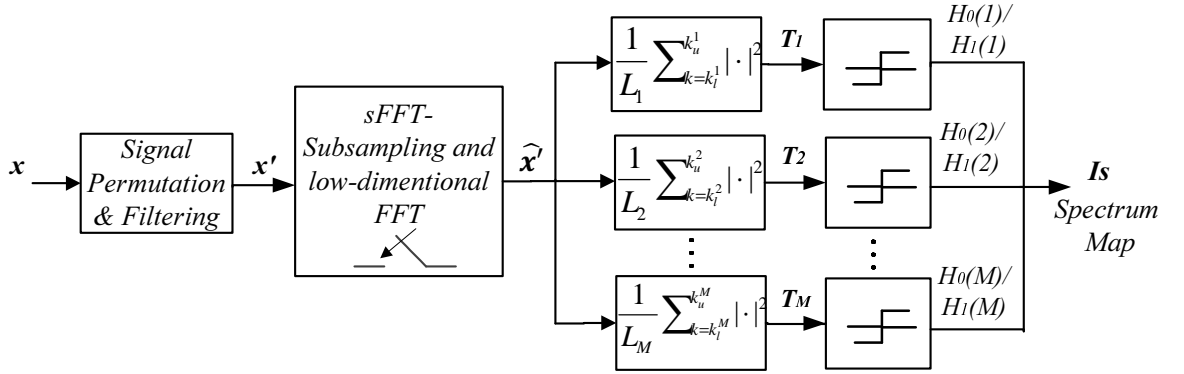 x
Signal
Permutation
& Filtering
x'
sFFT-
Subsampling and
low-dimentional
FFT
x̂'
1/L₁ ∑_{k=k_l^1}^{k_u^1} |·|²
T1
H0(1)/
H1(1)
1/L₂ ∑_{k=k_l^2}^{k_u^2} |·|²
T2
H0(2)/
H1(2)
1/L_M ∑_{k=k_l^M}^{k_u^M} |·|²
TM
H0(M)/
H1(M)
Is
Spectrum
Map